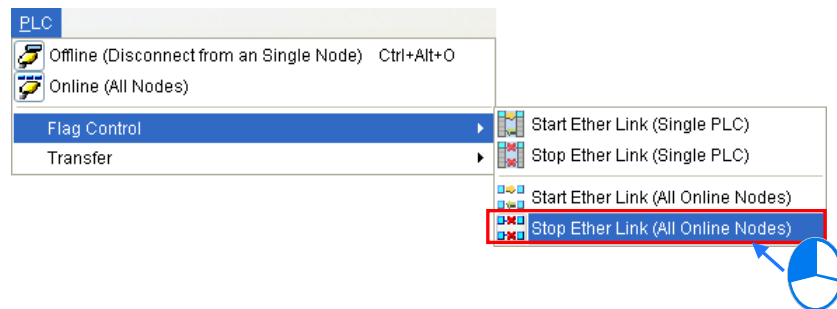 PLC
Offline (Disconnect from an Single Node) Ctrl+Alt+O
Online (All Nodes)
Flag Control
Transfer
Start Ether Link (Single PLC)
Stop Ether Link (Single PLC)
Start Ether Link (All Online Nodes)
Stop Ether Link (All Online Nodes)